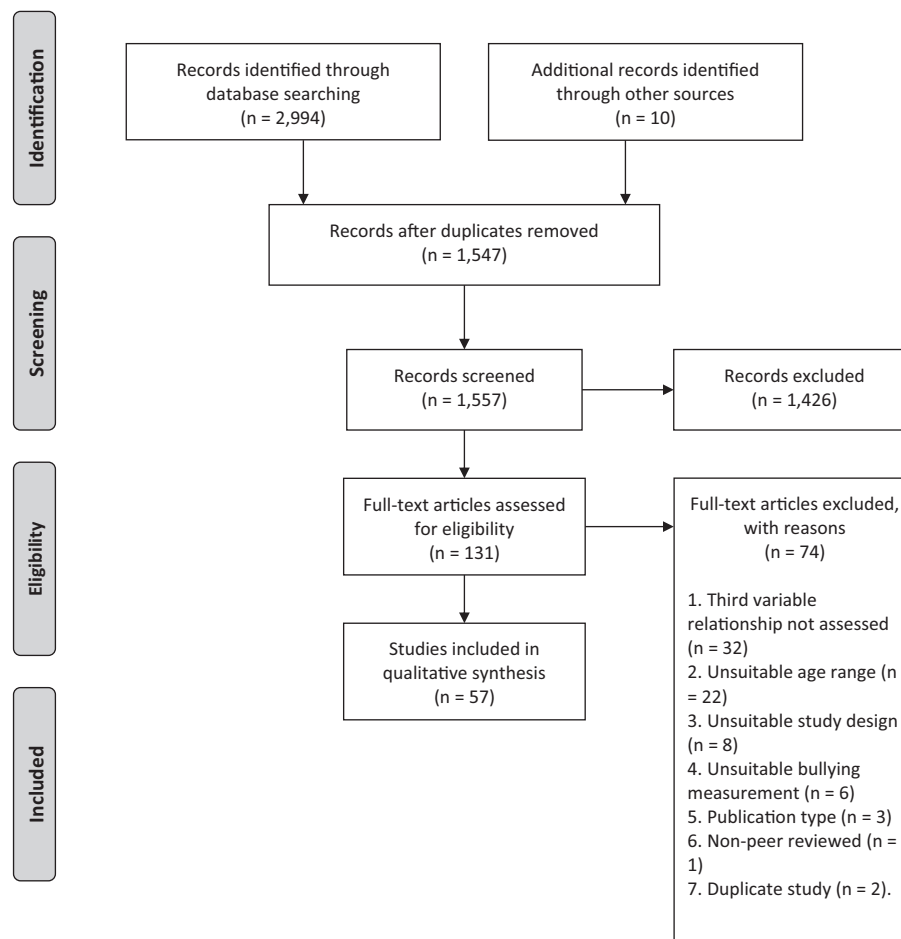 Identification
Records identified through
database searching
(n = 2,994)
Additional records identified
through other sources
(n = 10)
Records after duplicates removed
(n = 1,547)
Screening
Records screened
(n = 1,557)
Records excluded
(n = 1,426)
Eligibility
Full-text articles assessed
for eligibility
(n = 131)
Full-text articles excluded,
with reasons
(n = 74)
1. Third variable
relationship not assessed
(n = 32)
2. Unsuitable age range (n
= 22)
3. Unsuitable study design
(n = 8)
4. Unsuitable bullying
measurement (n = 6)
5. Publication type (n = 3)
6. Non-peer reviewed (n =
1)
7. Duplicate study (n = 2).
Studies included in
qualitative synthesis
(n = 57)
Included